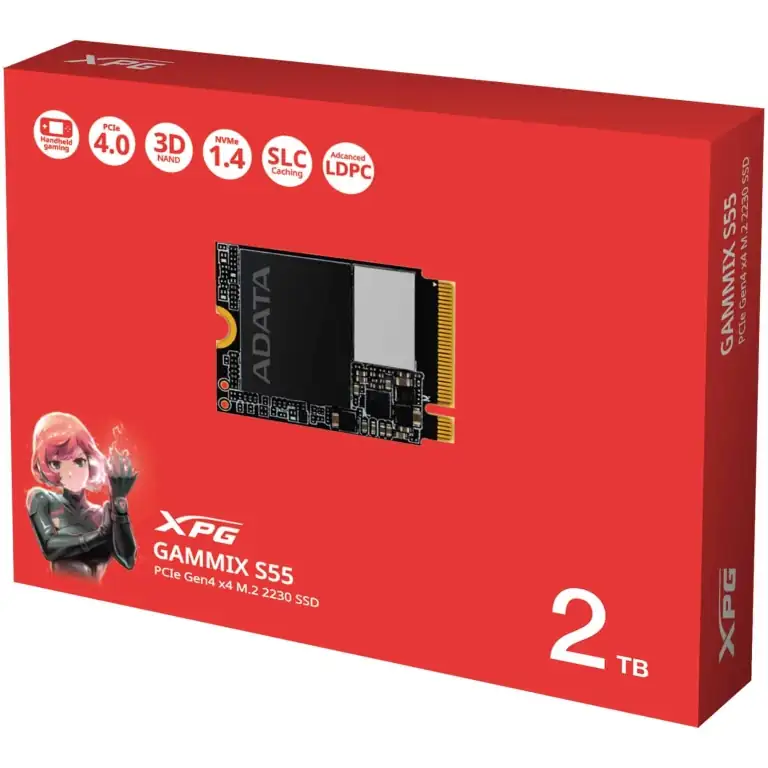 XPG
Handheld
gaming
PCIe
4.0
3D
NAND
NVMe
1.4
SLC
Caching
Advanced
LDPC
ADATA
XPG
GAMMIX S55
PCIe Gen4 x4 M.2 2230 SSD
2 TB
GAMMIX S55
PCIe Gen4 x4 M.2 2230 SSD
XPG